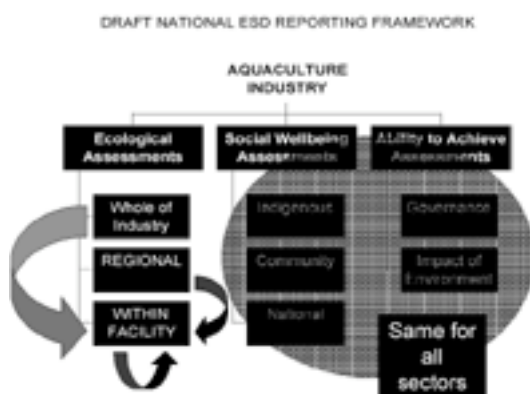 DRAFT NATIONAL ESD REPORTING FRAMEWORK
AQUACULTURE
INDUSTRY
Ecological
Assessments
Social Wellbeing
Assessments
Ability to Achieve
Assessments
Whole of
Industry
Indigenous
Governance
REGIONAL
Community
Impact of
Environment
WITHIN
FACILITY
National
Same for
all
sectors